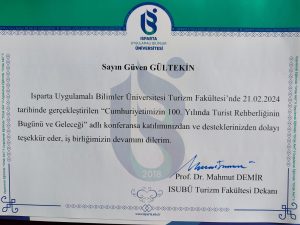 ISPARTA
UYGULAMALI BİLİMLER
ÜNİVERSİTESİ
Sayın Güven GÜLTEKİN
Isparta Uygulamalı Bilimler Üniversitesi Turizm Fakültesi'nde 21.02.2024
tarihinde gerçekleştirilen "Cumhuriyetimizin 100. Yılında Turist Rehberliğinin
Bugünü ve Geleceği" adlı konferansa katılımınızdan ve desteklerinizden dolayı
teşekkür eder, iş birliğimizin devamını dilerim.
2018
Prof. Dr. Mahmut DEMİR
ISUBÜ Turizm Fakültesi Dekanı